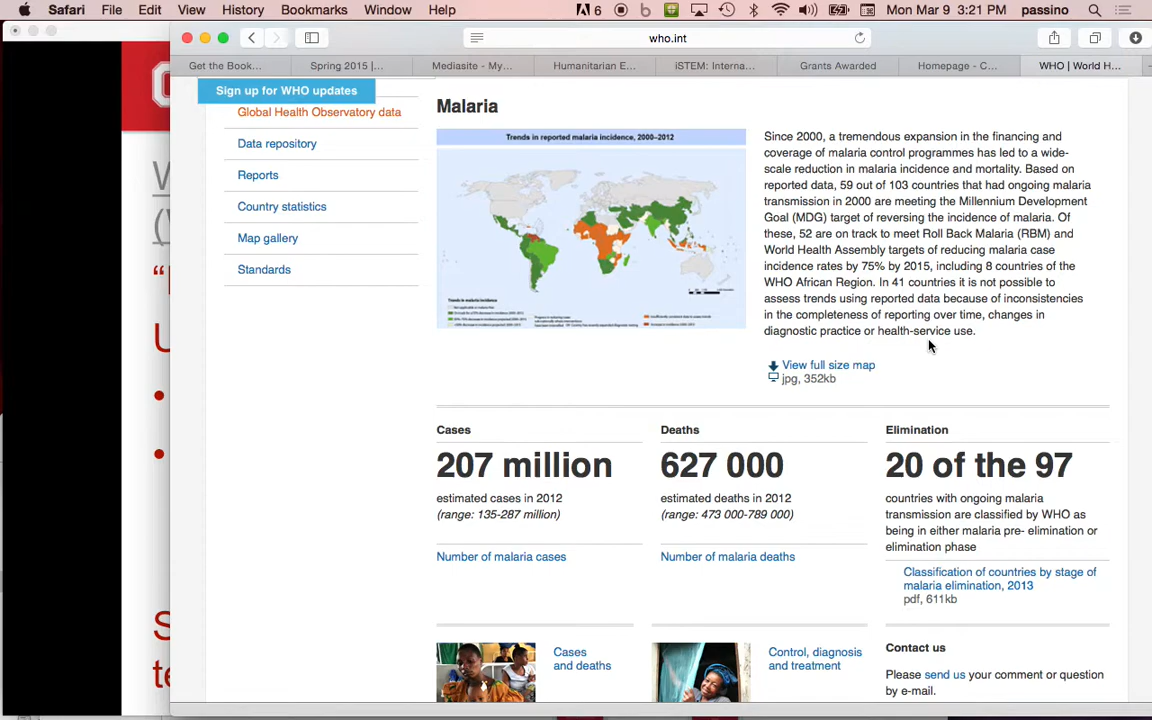 Safari File Edit View History Bookmarks Window Help 6 Mon Mar 9 3:21 PM passino
who.int
Get the Book... Spring 2015 |... Mediasite - My... Humanitarian E... iSTEM: Interna... Grants Awarded Homepage - C... WHO | World H...
Sign up for WHO updates
Global Health Observatory data
Data repository
Reports
Country statistics
Map gallery
Standards
Malaria
Trends in reported malaria incidence, 2000–2012
Since 2000, a tremendous expansion in the financing and
coverage of malaria control programmes has led to a wide-
scale reduction in malaria incidence and mortality. Based on
reported data, 59 out of 103 countries that had ongoing malaria
transmission in 2000 are meeting the Millennium Development
Goal (MDG) target of reversing the incidence of malaria. Of
these, 52 are on track to meet Roll Back Malaria (RBM) and
World Health Assembly targets of reducing malaria case
incidence rates by 75% by 2015, including 8 countries of the
WHO African Region. In 41 countries it is not possible to
assess trends using reported data because of inconsistencies
in the completeness of reporting over time, changes in
diagnostic practice or health-service use.
View full size map
jpg, 352kb
Cases
207 million
estimated cases in 2012
(range: 135-287 million)
Number of malaria cases
Deaths
627 000
estimated deaths in 2012
(range: 473 000-789 000)
Number of malaria deaths
Elimination
20 of the 97
countries with ongoing malaria
transmission are classified by WHO as
being in either malaria pre- elimination or
elimination phase
Classification of countries by stage of
malaria elimination, 2013
pdf, 611kb
Cases
and deaths
Control, diagnosis
and treatment
Contact us
Please send us your comment or question
by e-mail.